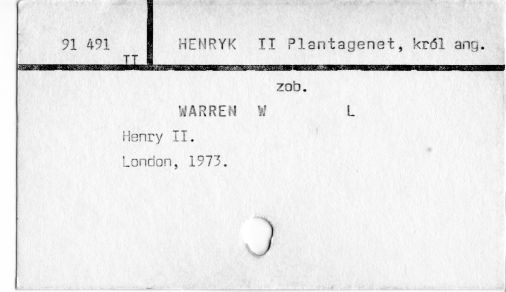 91 491 HENRYK II Plantagenet, król ang.
II
zob.
WARREN W L
Henry II.
London, 1973.